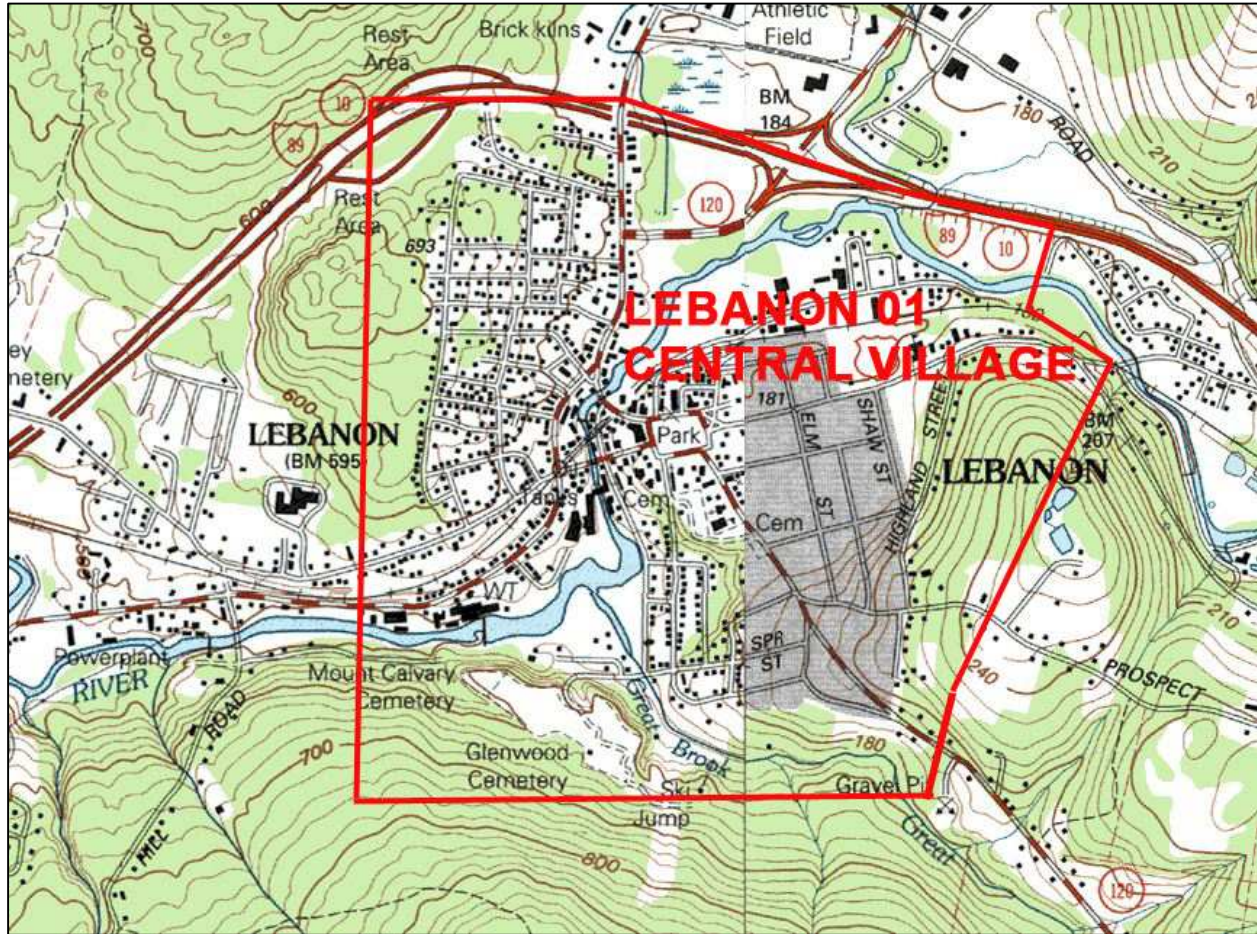 700
Rest
Area
Brick kilns
Athletic
Field
10
BM
184
180
ROAD
210
89
Rest
Area
600
120
693
89
10
LEBANON 01
180
CENTRAL VILLAGE
600
LEBANON
(BM 595)
181
ELM
ST
SHAW ST
HIGHLAND
STREET
BM
207
LEBANON
Park
Tanks
Cem
Cem
WT
210
Powerplant
RIVER
SPR
ST
Mount Calvary
Cemetery
240
PROSPECT
ROAD
Great
Brook
700
Glenwood
Cemetery
180
Ski
Jump
Gravel Pit
Great
800
120